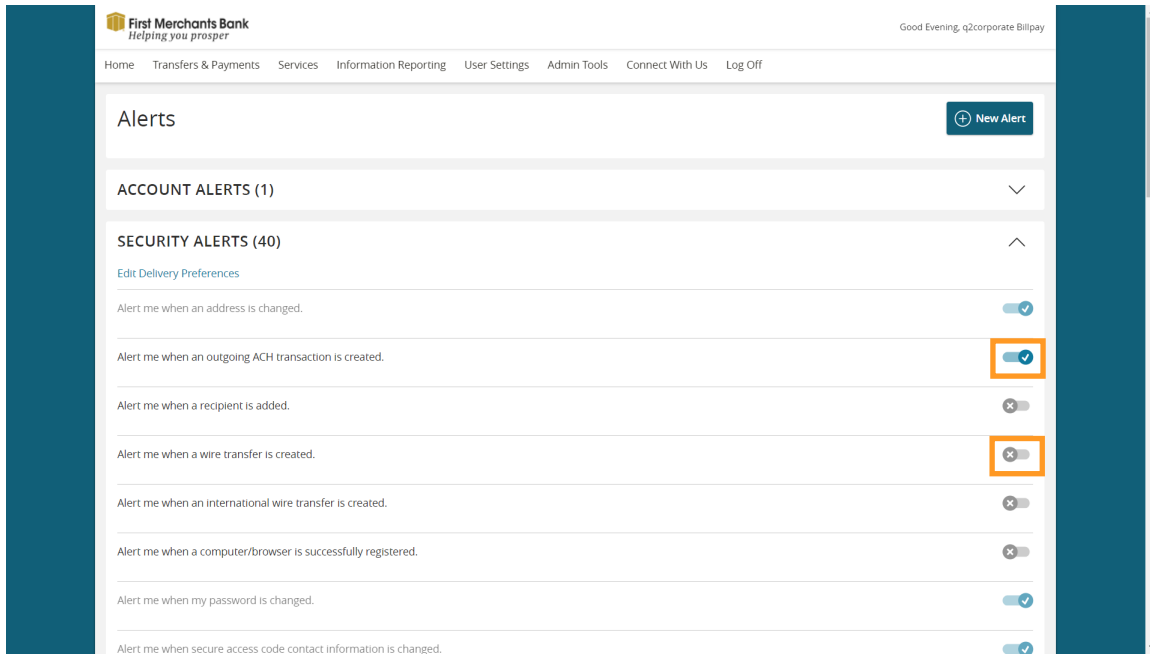 First Merchants Bank
Helping you prosper
Good Evening, q2corporate Billpay
Home Transfers & Payments Services Information Reporting User Settings Admin Tools Connect With Us Log Off
Alerts
New Alert
ACCOUNT ALERTS (1)
SECURITY ALERTS (40)
Edit Delivery Preferences
Alert me when an address is changed.
Alert me when an outgoing ACH transaction is created.
Alert me when a recipient is added.
Alert me when a wire transfer is created.
Alert me when an international wire transfer is created.
Alert me when a computer/browser is successfully registered.
Alert me when my password is changed.
Alert me when secure access code contact information is changed.